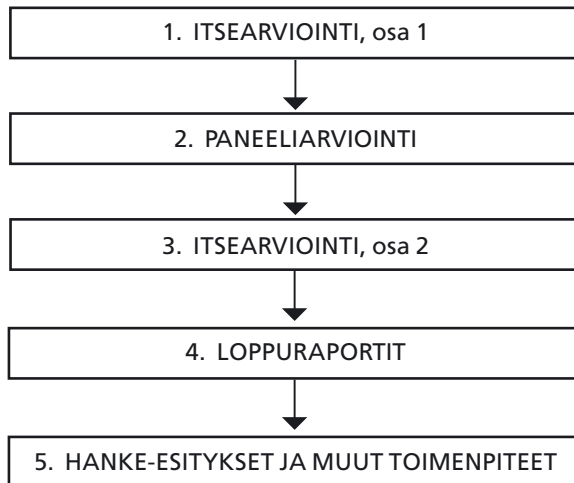 1. ITSEARVIOINTI, osa 1
2. PANEELIARVIOINTI
3. ITSEARVIOINTI, osa 2
4. LOPPURAPORTIT
5. HANKE-ESITYKSET JA MUUT TOIMENPITEET